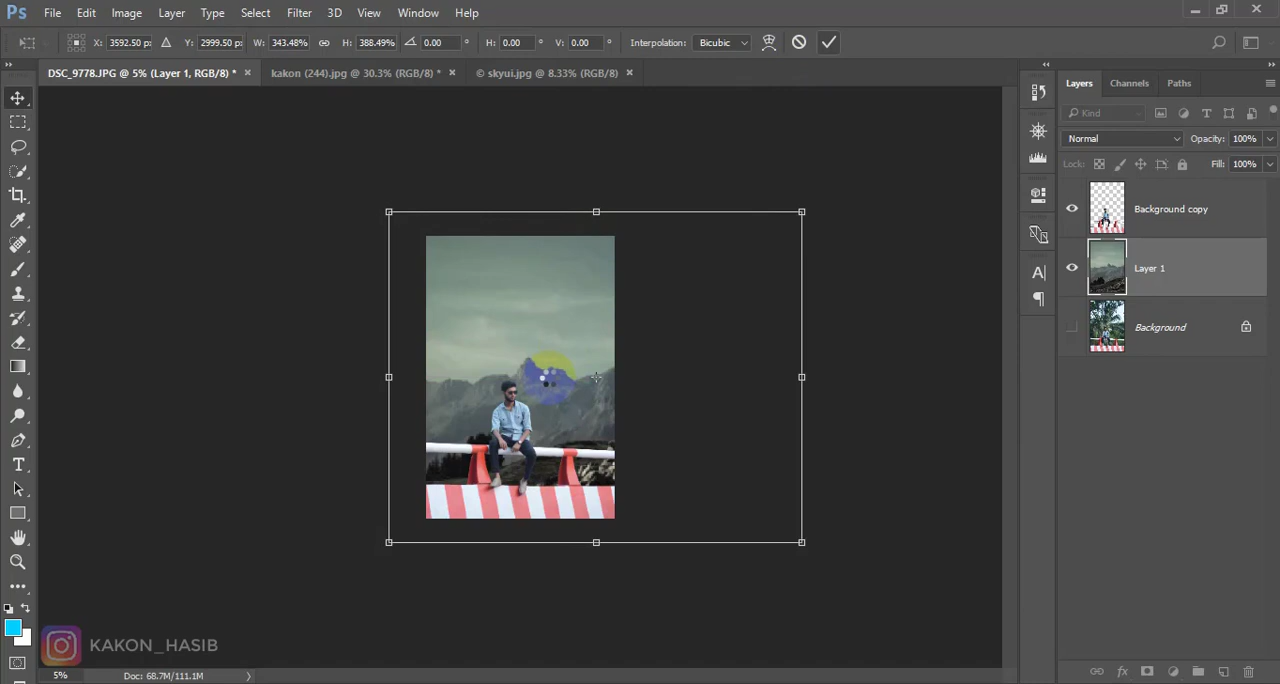 Ps File Edit Image Layer Type Select Filter 3D View Window Help
X: 3592.50 px Y: 2999.50 px W: 343.48% H: 388.49% 0.00 ° H: 0.00 ° V: 0.00 ° Interpolation: Bicubic
DSC_9778.JPG @ 5% (Layer 1, RGB/8) * × kakon (244).jpg @ 30.3% (RGB/8) * × © skyui.jpg @ 8.33% (RGB/8) ×
Layers Channels Paths
Kind
Normal Opacity: 100%
Lock: Fill: 100%
Background copy
Layer 1
Background
KAKON_HASIB
5% Doc: 68.7M/111.1M